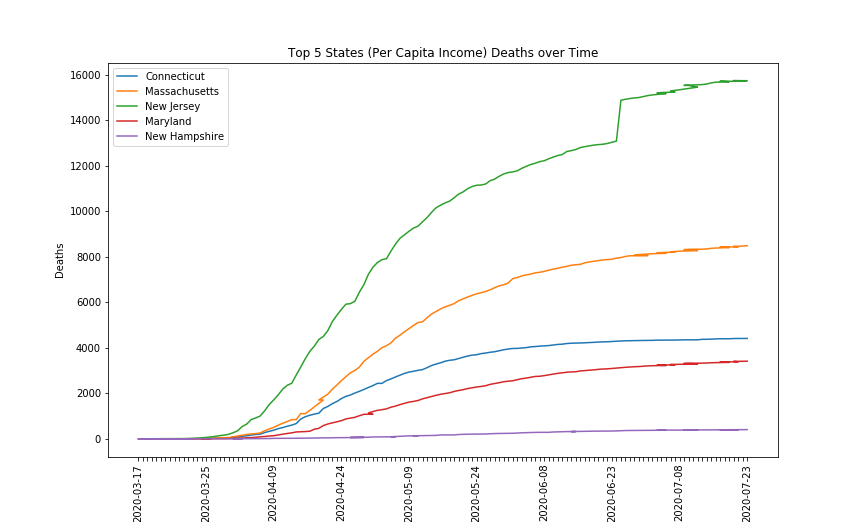 Top 5 States (Per Capita Income) Deaths over Time
Connecticut
Massachusetts
New Jersey
Maryland
New Hampshire
Deaths
16000
14000
12000
10000
8000
6000
4000
2000
0
2020-03-17
2020-03-25
2020-04-09
2020-04-24
2020-05-09
2020-05-24
2020-06-08
2020-06-23
2020-07-08
2020-07-23